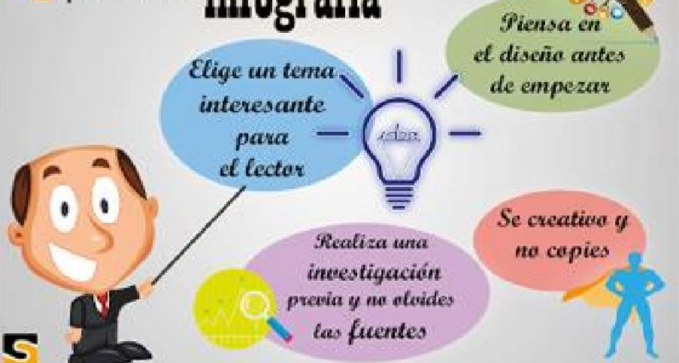 infografía
Elige un tema
interesante
para
el lector
Piensa en
el diseño antes
de empezar
idea
Realiza una
investigación
previa y no olvides
las fuentes
Se creativo y
no copies
S